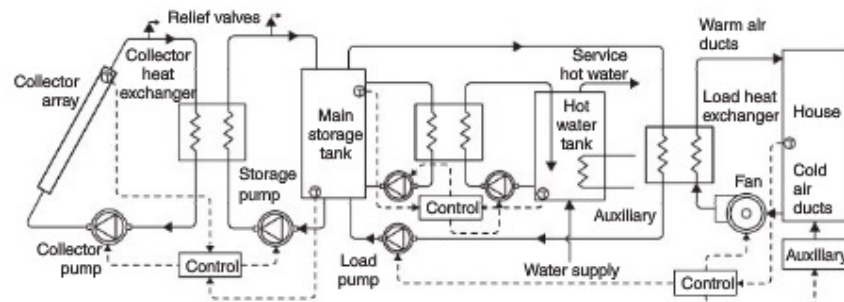 Relief valves
Collector
heat
exchanger
Collector
array
Storage
pump
Collector
pump
Control
Main
storage
tank
Load
pump
Control
Service
hot water
Hot
water
tank
Auxiliary
Water supply
Warm air
ducts
Load heat
exchanger
Fan
House
Cold
air
ducts
Control
Auxiliary